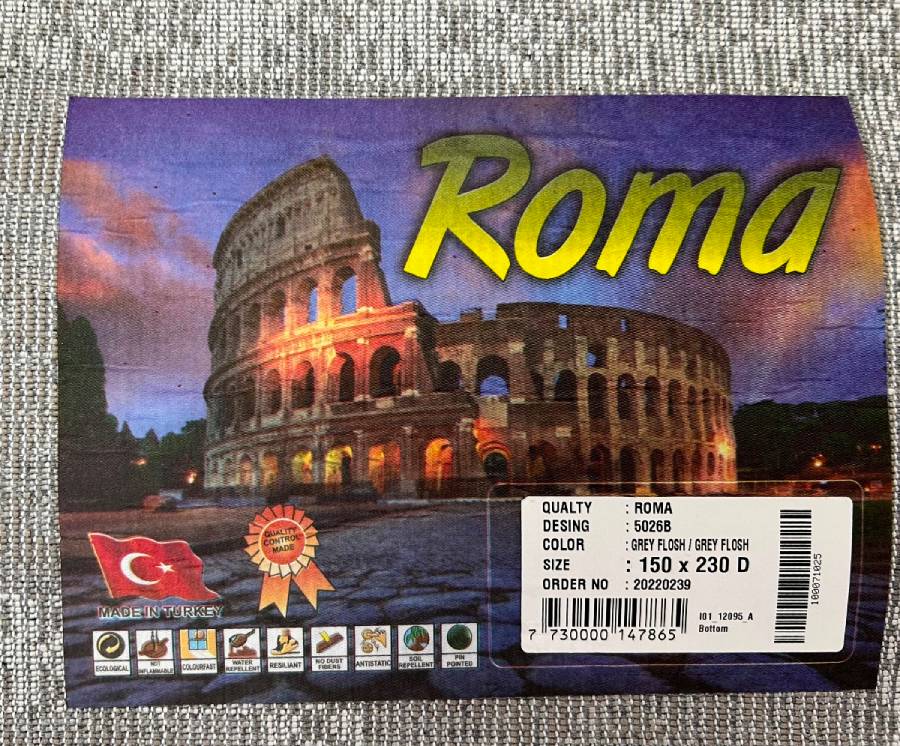 Roma
QUALTY : ROMA
DESING : 5026B
COLOR : GREY FLOSH / GREY FLOSH
SIZE : 150 x 230 D
ORDER NO : 20220239
7 730000 147865
I01_12095_A
Bottom
100071025
QUALITY
CONTROL
MADE
MADE IN TURKEY
ECOLOGICAL
NOT
INFLAMMABLE
COLOURFAST
WATER
REPELLENT
RESILIANT
NO DUST
FIBERS
ANTISTATIC
SOIL
REPELLENT
PIN
POINTED